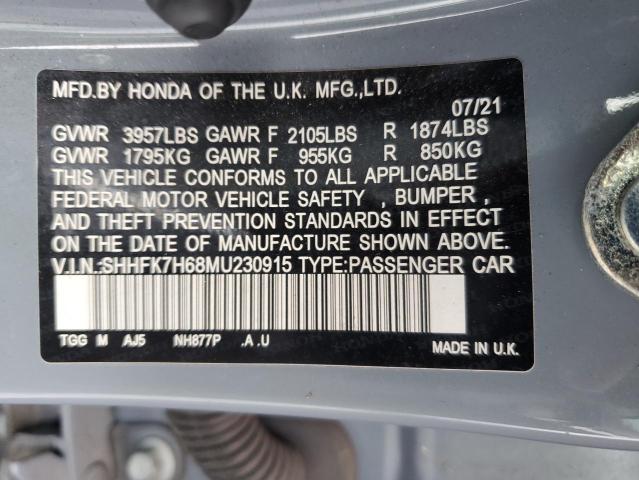 MFD.BY HONDA OF THE U.K. MFG.,LTD.
07/21
GVWR 3957LBS GAWR F 2105LBS R 1874LBS
GVWR 1795KG GAWR F 955KG R 850KG
THIS VEHICLE CONFORMS TO ALL APPLICABLE
FEDERAL MOTOR VEHICLE SAFETY , BUMPER ,
AND THEFT PREVENTION STANDARDS IN EFFECT
ON THE DATE OF MANUFACTURE SHOWN ABOVE.
V.I.N.:SHHFK7H68MU230915 TYPE:PASSENGER CAR
TGG M AJ5 NH877P .A .U
MADE IN U.K.